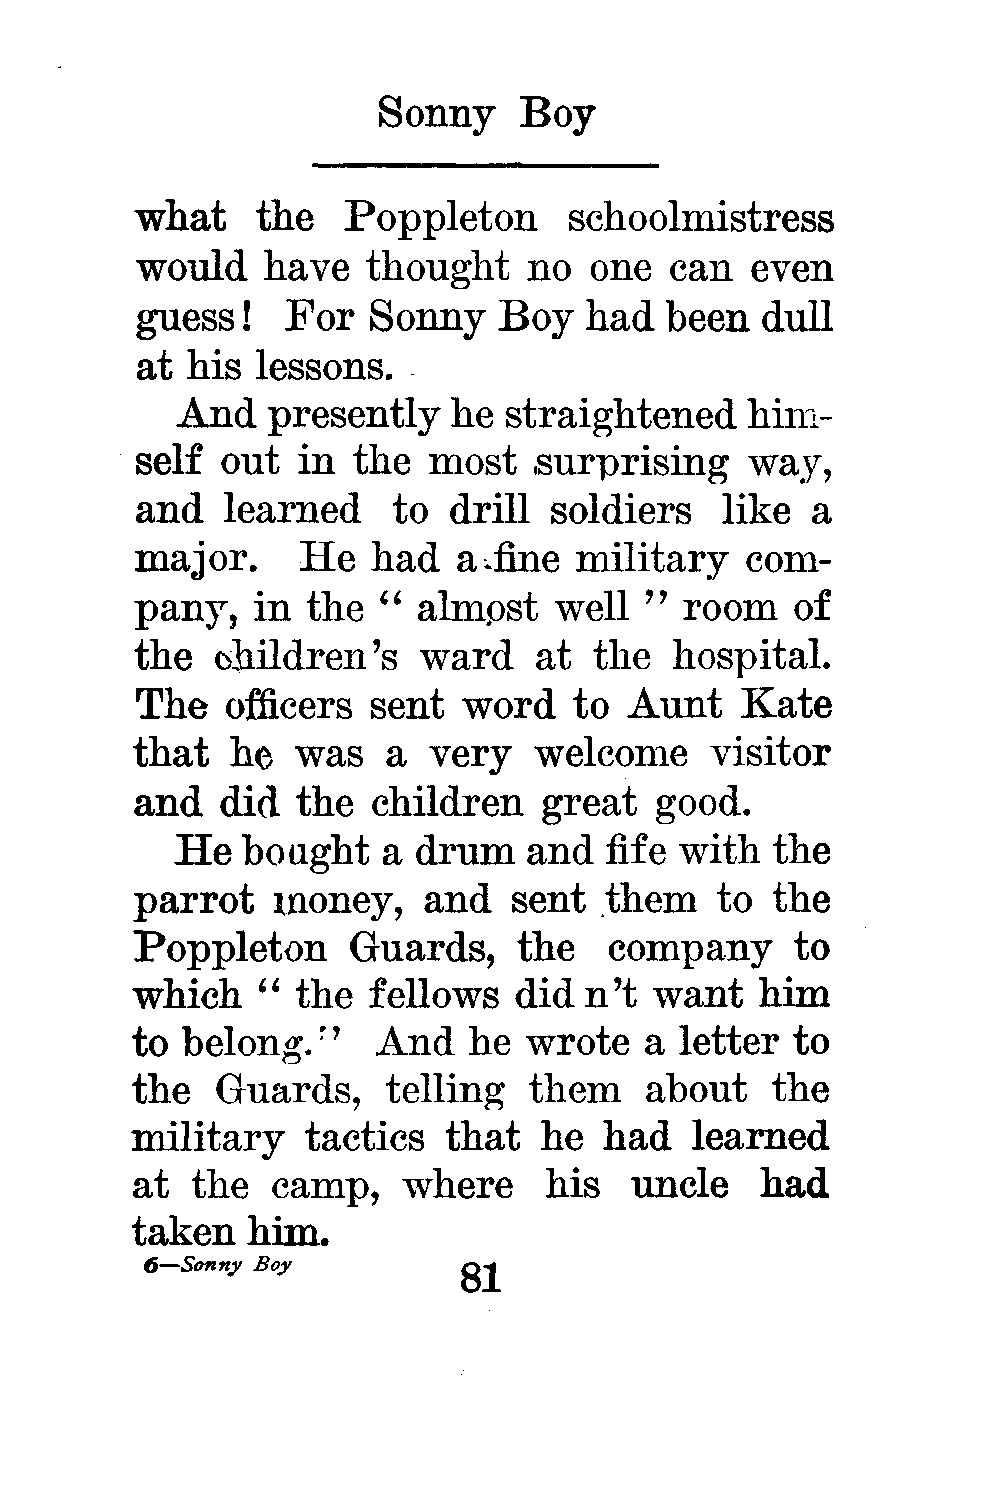 Sonny Boy
what the Poppleton schoolmistress
would have thought no one can even
guess! For Sonny Boy had been dull
at his lessons.
And presently he straightened him-
self out in the most surprising way,
and learned to drill soldiers like a
major. He had a fine military com-
pany, in the " almost well " room of
the children's ward at the hospital.
The officers sent word to Aunt Kate
that he was a very welcome visitor
and did the children great good.
He bought a drum and fife with the
parrot money, and sent them to the
Poppleton Guards, the company to
which " the fellows did n't want him
to belong." And he wrote a letter to
the Guards, telling them about the
military tactics that he had learned
at the camp, where his uncle had
taken him.
6—Sonny Boy
81